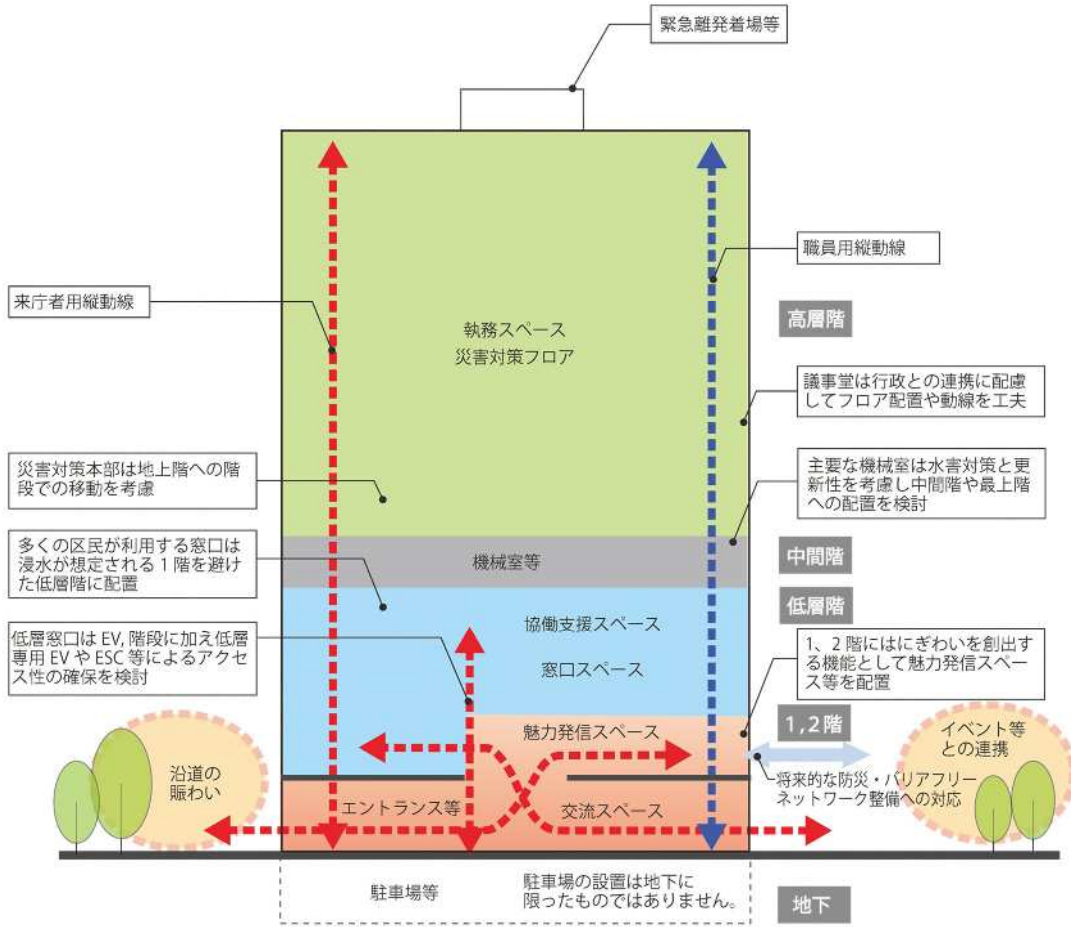 緊急離発着場等
職員用縦動線
来庁者用縦動線
高層階
執務スペース
災害対策フロア
議事堂は行政との連携に配慮
してフロア配置や動線を工夫
災害対策本部は地上階への階
段での移動を考慮
主要な機械室は水害対策と更
新性を考慮し中間階や最上階
への配置を検討
多くの区民が利用する窓口は
浸水が想定される1階を避け
た低層階に配置
機械室等
中間階
低層階
協働支援スペース
窓口スペース
低層窓口は EV, 階段に加え低層
専用 EV や ESC 等によるアクセ
ス性の確保を検討
1、2 階にはにぎわいを創出す
る機能として魅力発信スペー
ス等を配置
魅力発信スペース
1,2階
イベント等
との連携
沿道の
賑わい
将来的な防災・バリアフリー
ネットワーク整備への対応
エントランス等
交流スペース
駐車場等
駐車場の設置は地下に
限ったものではありません。
地下